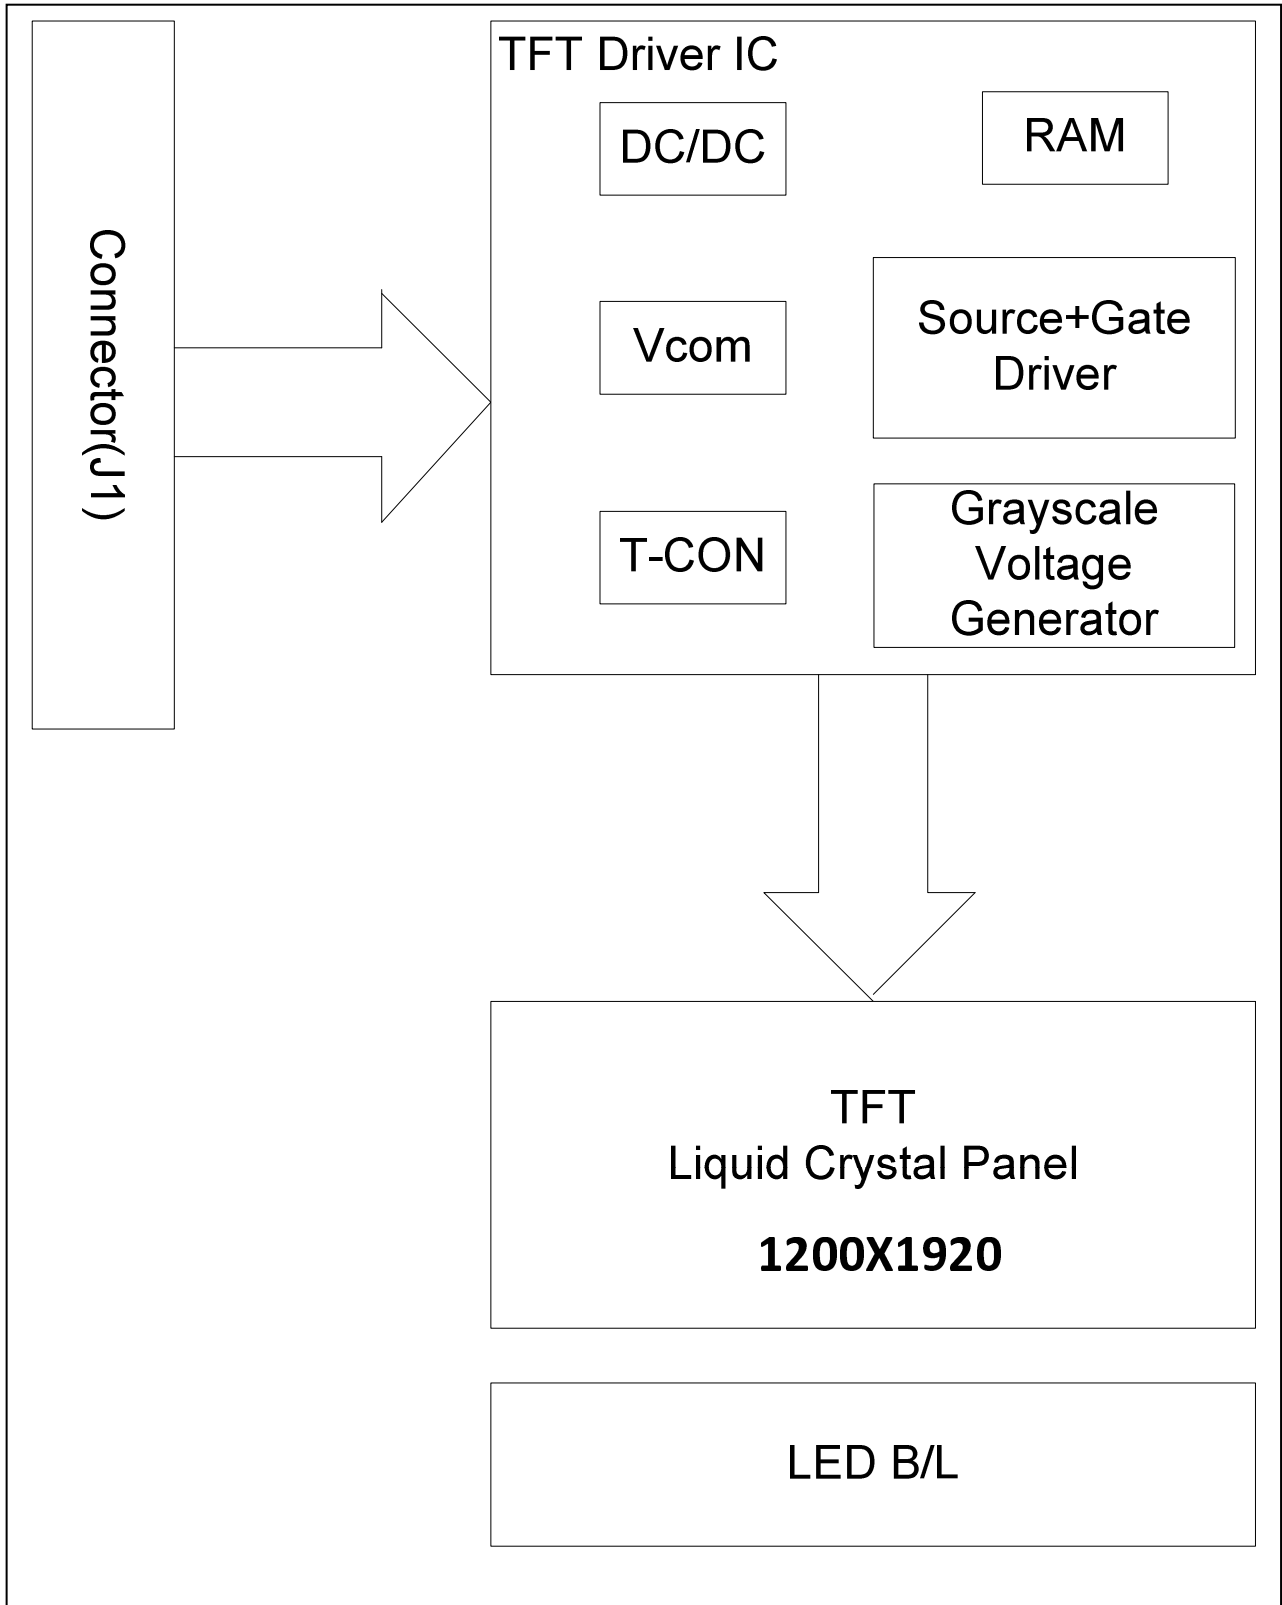 Connector(J1)
TFT Driver IC
DC/DC
RAM
Vcom
Source+Gate
Driver
T-CON
Grayscale
Voltage
Generator
TFT
Liquid Crystal Panel
1200X1920
LED B/L